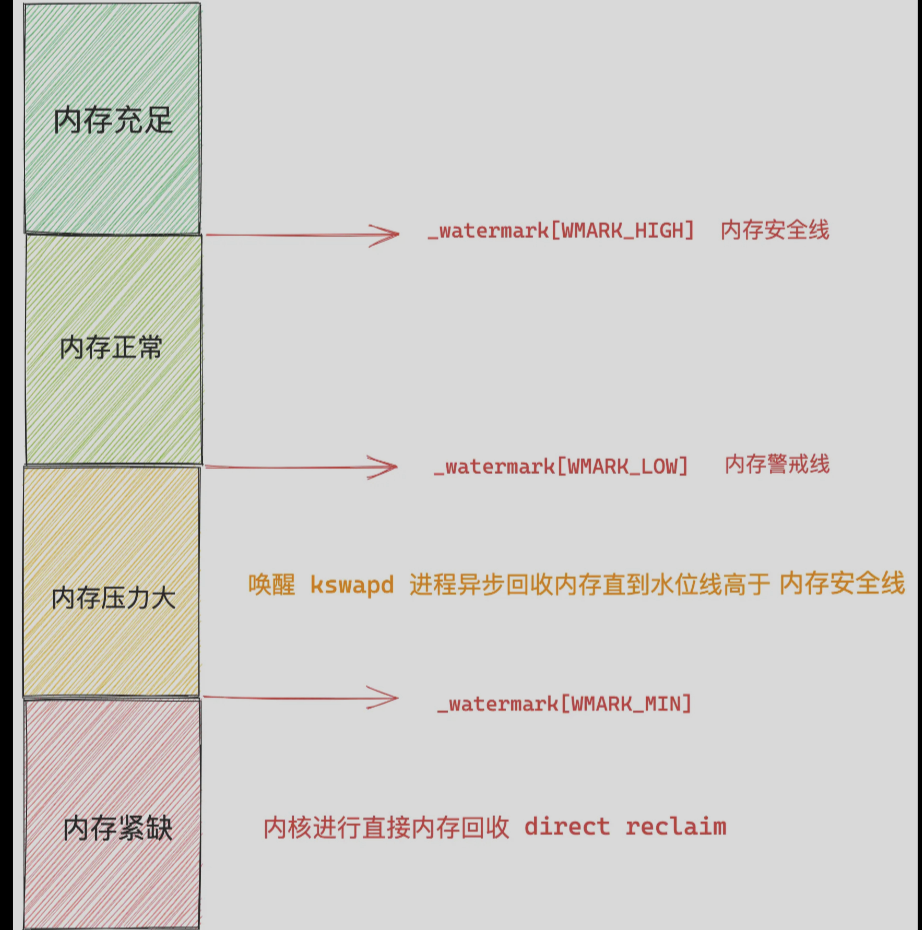 内存充足
_watermark[WMARK_HIGH] 内存安全线
内存正常
_watermark[WMARK_LOW] 内存警戒线
内存压力大
唤醒 kswapd 进程异步回收内存直到水位线高于 内存安全线
_watermark[WMARK_MIN]
内存紧缺
内核进行直接内存回收 direct reclaim